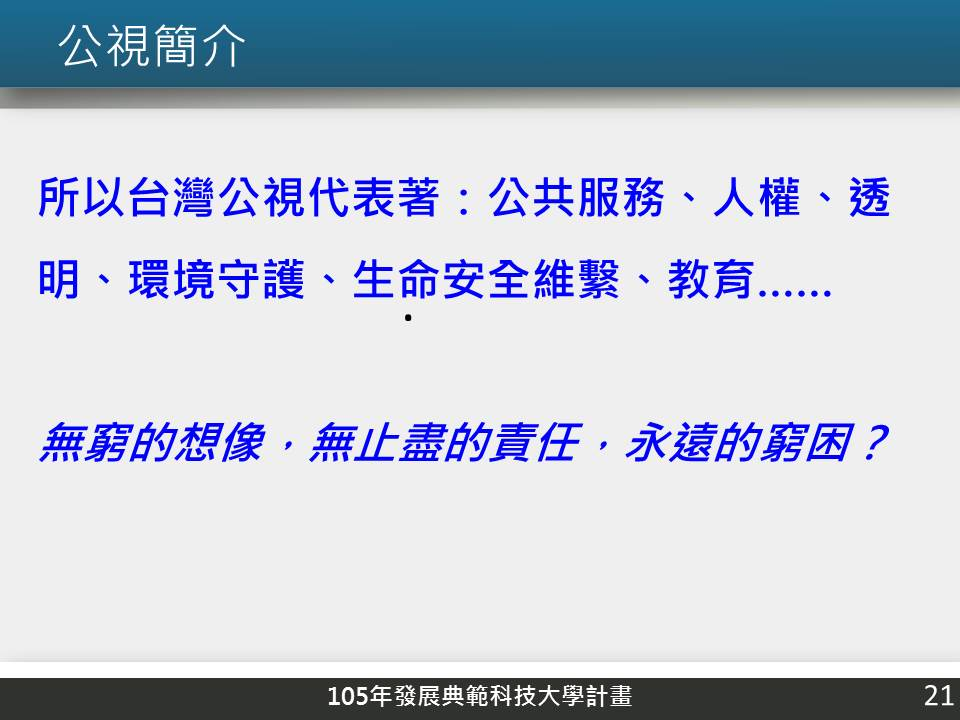 公視簡介
所以台灣公視代表著：公共服務、人權、透
明、環境守護、生命安全維繫、教育......
無窮的想像，無止盡的責任，永遠的窮困？
105年發展典範科技大學計畫
21